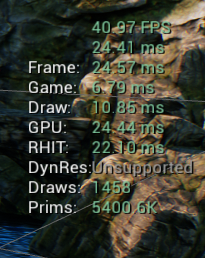 40.97 FPS
24.41 ms
Frame: 24.57 ms
Game: 6.79 ms
Draw: 10.85 ms
GPU: 24.44 ms
RHIT: 22.10 ms
DynRes: Unsupported
Draws: 1458
Prims: 5400.6K